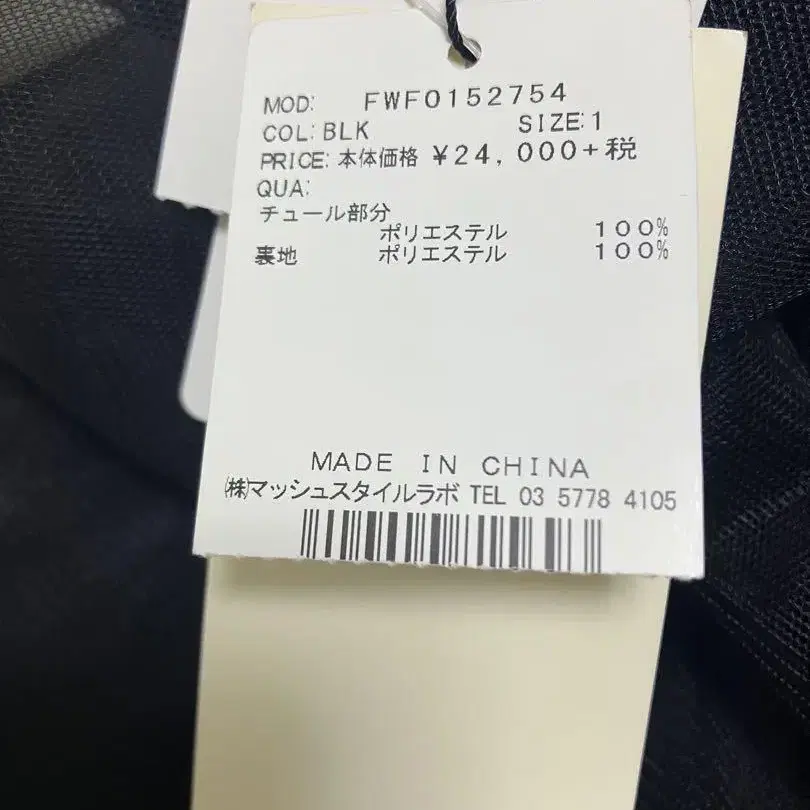 MOD: FWF0152754
COL:BLK SIZE:1
PRICE:本体価格 ¥24,000+税
QUA:
チュール部分
ポリエステル 100%
裏地 ポリエステル 100%
MADE IN CHINA
㈱マッシュスタイルラボ TEL 03 5778 4105